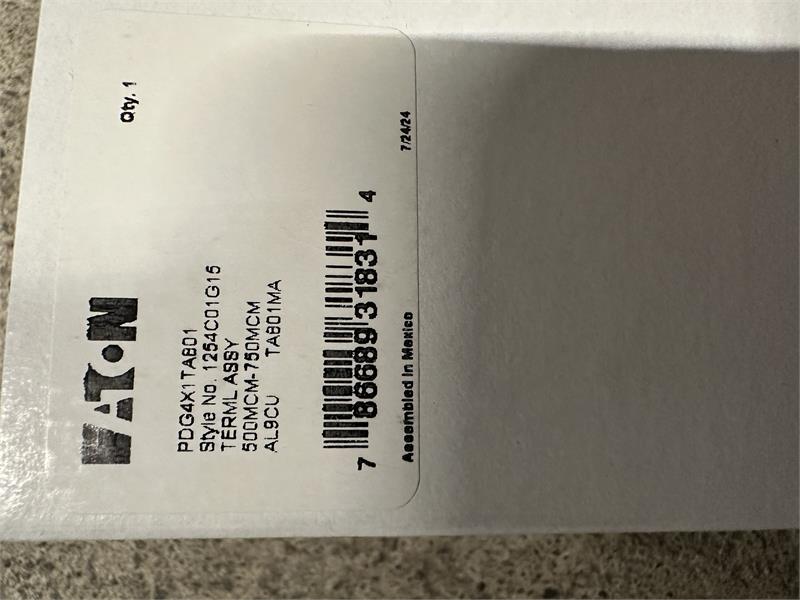 EATON
Qty. 1
PDG4X1TA801
Style No. 1254C01G15
TERML ASSY
500MCM-750MCM
AL9CU TA801MA
7 86689 31831 4
Assembled in Mexico 7/24/24